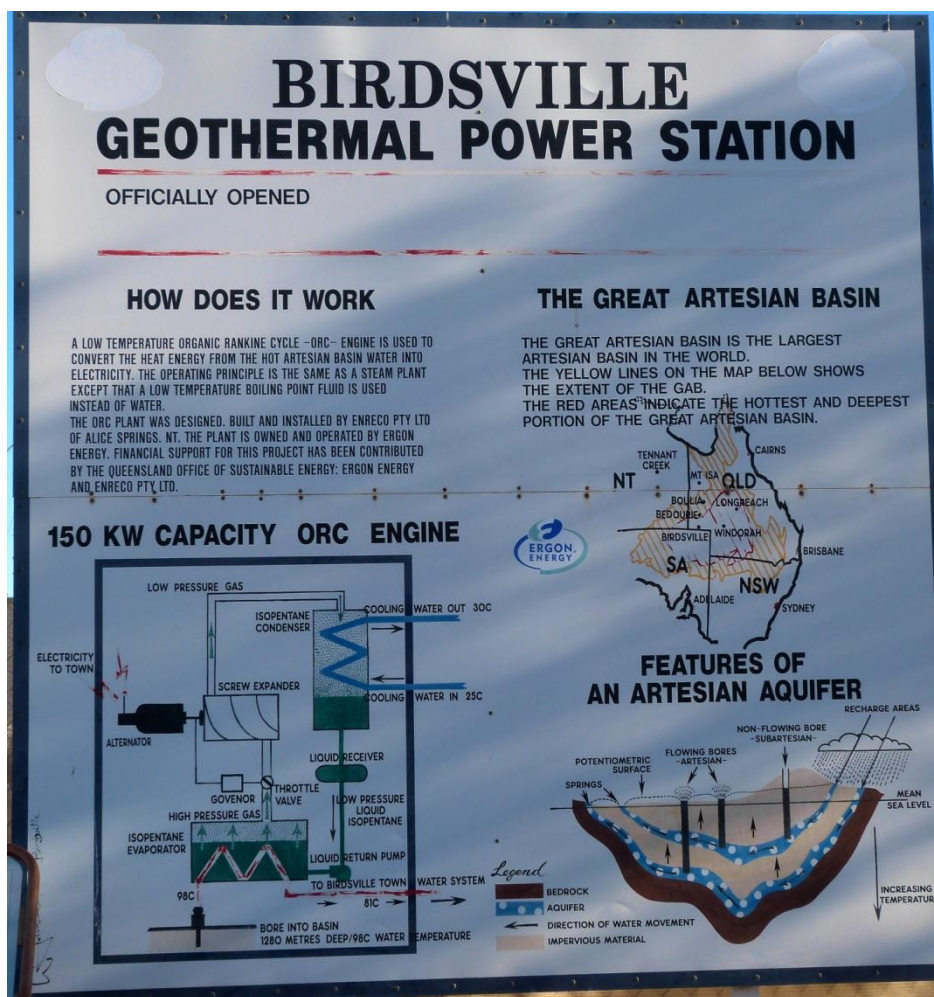 BIRDSVILLE
GEOTHERMAL POWER STATION
OFFICIALLY OPENED
HOW DOES IT WORK
A LOW TEMPERATURE ORGANIC RANKINE CYCLE -ORC- ENGINE IS USED TO
CONVERT THE HEAT ENERGY FROM THE HOT ARTESIAN BASIN WATER INTO
ELECTRICITY. THE OPERATING PRINCIPLE IS THE SAME AS A STEAM PLANT
EXCEPT THAT A LOW TEMPERATURE BOILING POINT FLUID IS USED
INSTEAD OF WATER.
THE ORC PLANT WAS DESIGNED. BUILT AND INSTALLED BY ENRECO PTY LTD
OF ALICE SPRINGS. NT. THE PLANT IS OWNED AND OPERATED BY ERGON
ENERGY. FINANCIAL SUPPORT FOR THIS PROJECT HAS BEEN CONTRIBUTED
BY THE QUEENSLAND OFFICE OF SUSTAINABLE ENERGY: ERGON ENERGY
AND ENRECO PTY. LTD.
THE GREAT ARTESIAN BASIN
THE GREAT ARTESIAN BASIN IS THE LARGEST
ARTESIAN BASIN IN THE WORLD.
THE YELLOW LINES ON THE MAP BELOW SHOWS
THE EXTENT OF THE GAB.
THE RED AREAS INDICATE THE HOTTEST AND DEEPEST
PORTION OF THE GREAT ARTESIAN BASIN.
CAIRNS
TENNANT
CREEK
MT ISA
NT
QLD
BOULIA
LONGREACH
BEDOURIE
BIRDSVILLE
WINDORAH
BRISBANE
SA
NSW
ADELAIDE
SYDNEY
ERGON.
ENERGY
150 KW CAPACITY ORC ENGINE
LOW PRESSURE GAS
ISOPENTANE
CONDENSER
COOLING WATER OUT 30C
ELECTRICITY
TO TOWN
SCREW EXPANDER
COOLING WATER IN 25C
ALTERNATOR
LIQUID RECEIVER
GOVENOR
THROTTLE
VALVE
LOW PRESSURE
LIQUID
ISOPENTANE
HIGH PRESSURE GAS
ISOPENTANE
EVAPORATOR
LIQUID RETURN PUMP
TO BIRDSVILLE TOWN WATER SYSTEM
98C
81C
BORE INTO BASIN
1280 METRES DEEP/98C WATER TEMPERATURE
FEATURES OF
AN ARTESIAN AQUIFER
RECHARGE AREAS
NON-FLOWING BORE
-SUBARTESIAN-
FLOWING BORES
-ARTESIAN-
POTENTIOMETRIC
SURFACE
SPRINGS
MEAN
SEA LEVEL
INCREASING
TEMPERATUR
Legend
BEDROCK
AQUIFER
DIRECTION OF WATER MOVEMENT
IMPERVIOUS MATERIAL